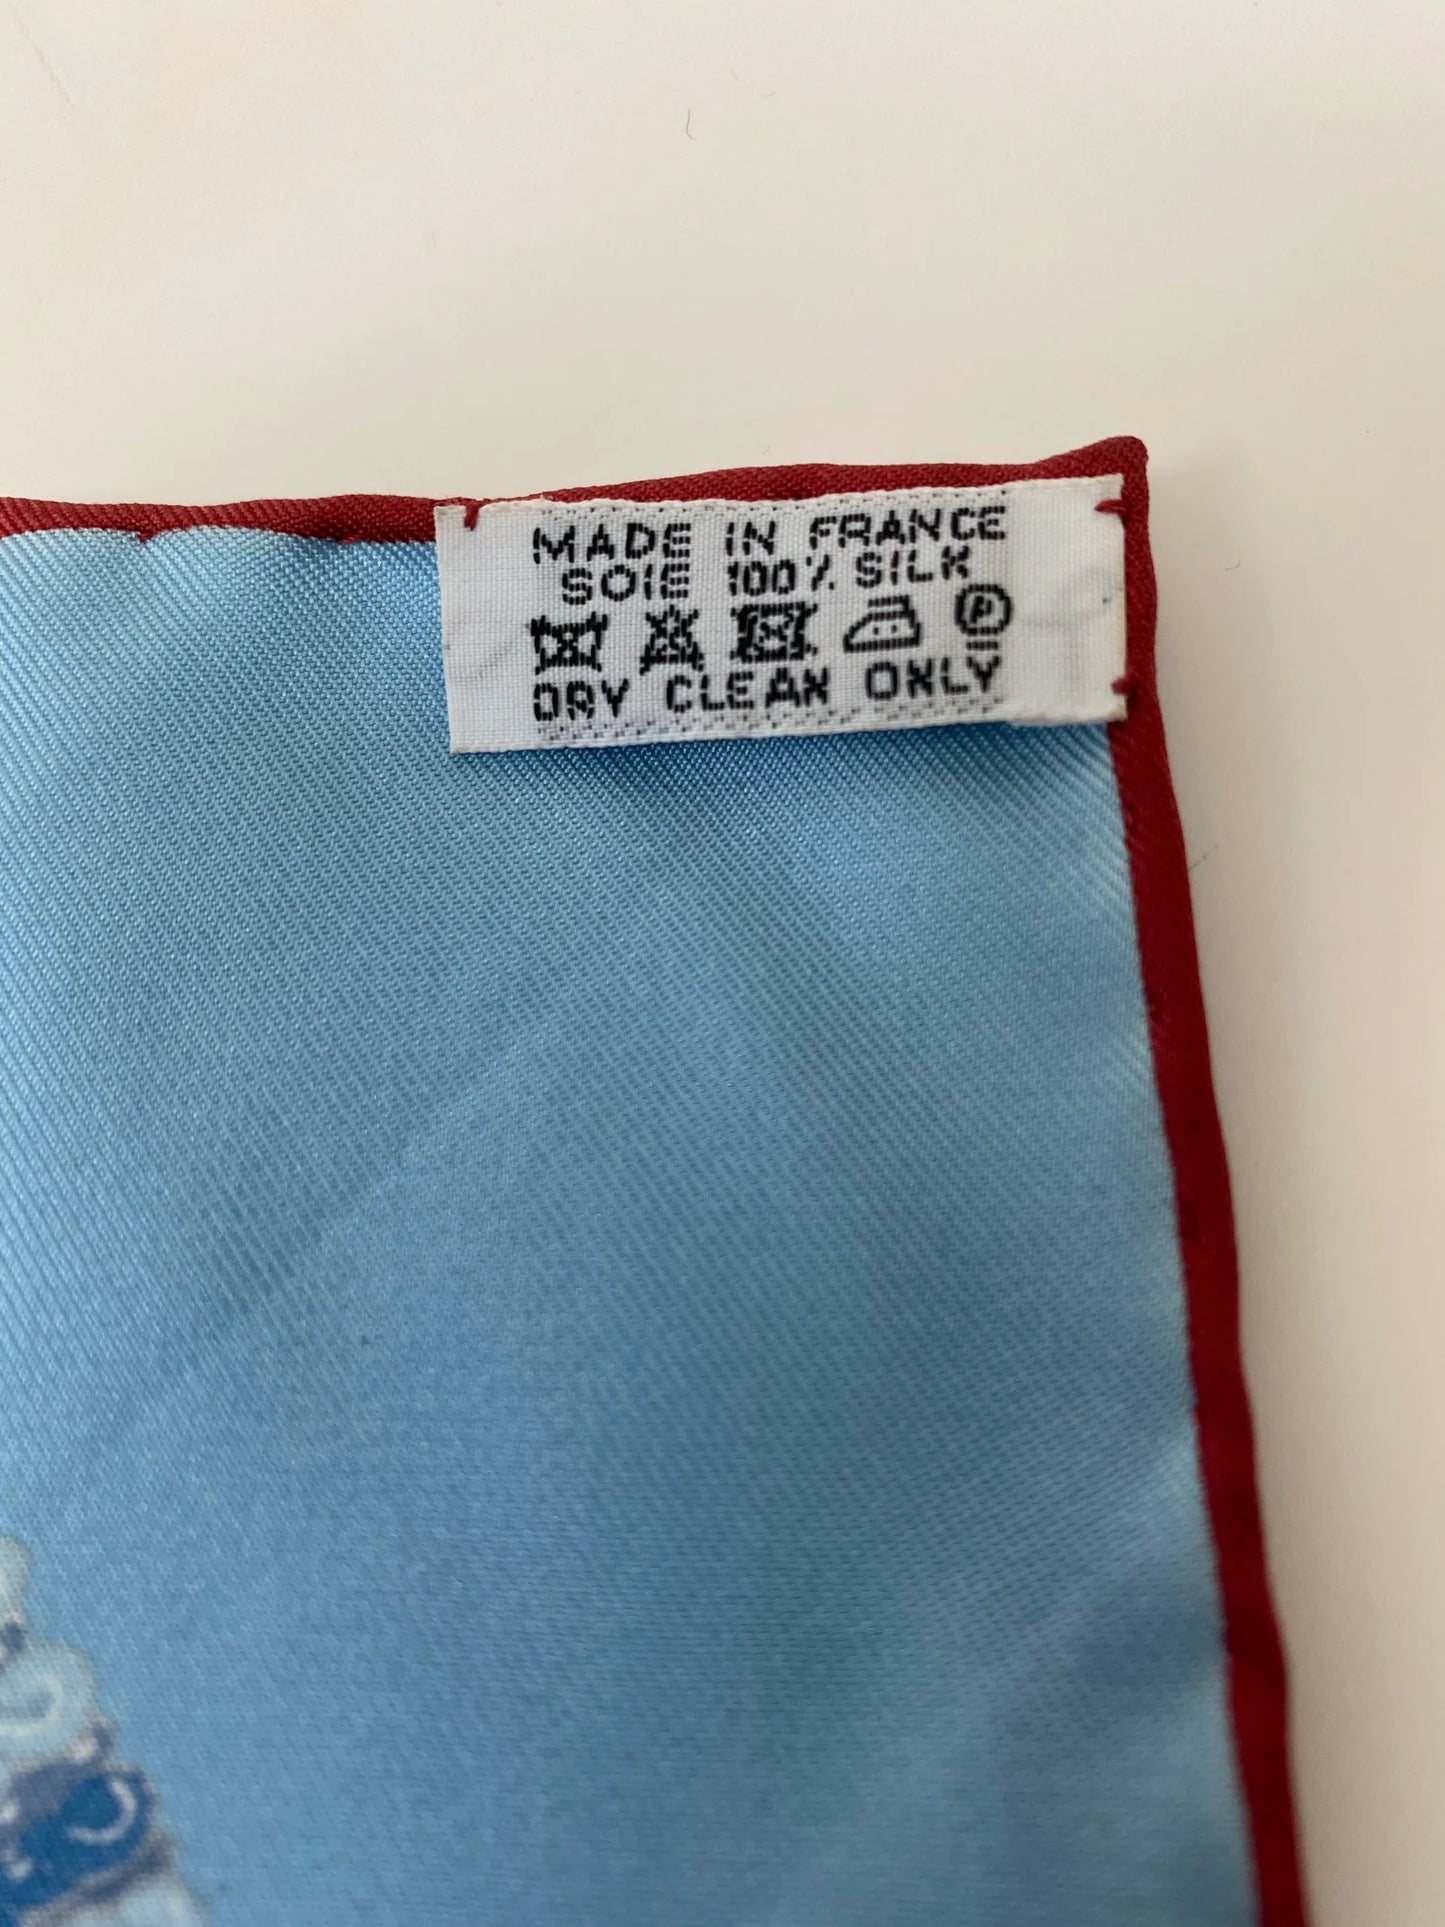 MADE IN FRANCE
SOIE 100% SILK
P
DRY CLEAN ONLY